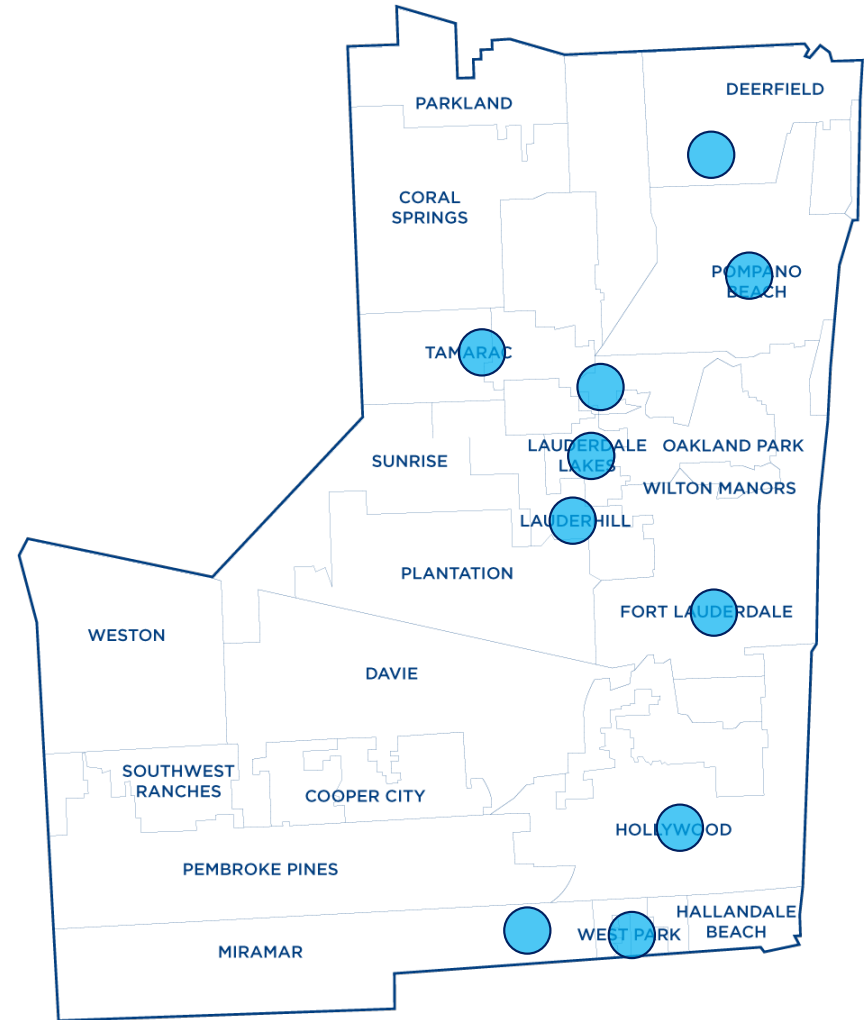 DEERFIELD
PARKLAND
CORAL
SPRINGS
POMPANO
BEACH
TAMARAC
LAUDERDALE
LAKES
OAKLAND PARK
SUNRISE
WILTON MANORS
LAUDERHILL
PLANTATION
FORT LAUDERDALE
WESTON
DAVIE
SOUTHWEST
RANCHES
COOPER CITY
HOLLYWOOD
PEMBROKE PINES
HALLANDALE
BEACH
WEST PARK
MIRAMAR